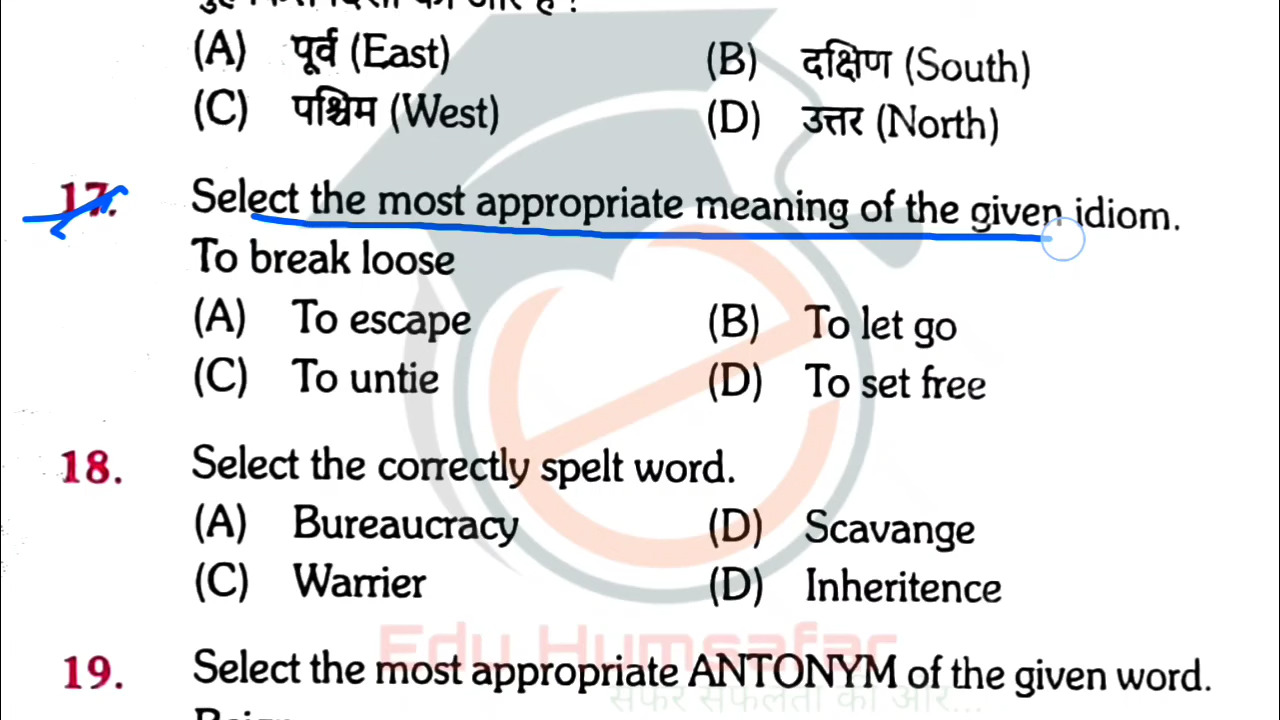 (A) पूर्व (East) (B) दक्षिण (South)
(C) पश्चिम (West) (D) उत्तर (North)
17. Select the most appropriate meaning of the given idiom.
To break loose
(A) To escape (B) To let go
(C) To untie (D) To set free
18. Select the correctly spelt word.
(A) Bureaucracy (D) Scavange
(C) Warrier (D) Inheritence
Edu Humsafar
19. Select the most appropriate ANTONYM of the given word.
सफर सफलता की ओर...